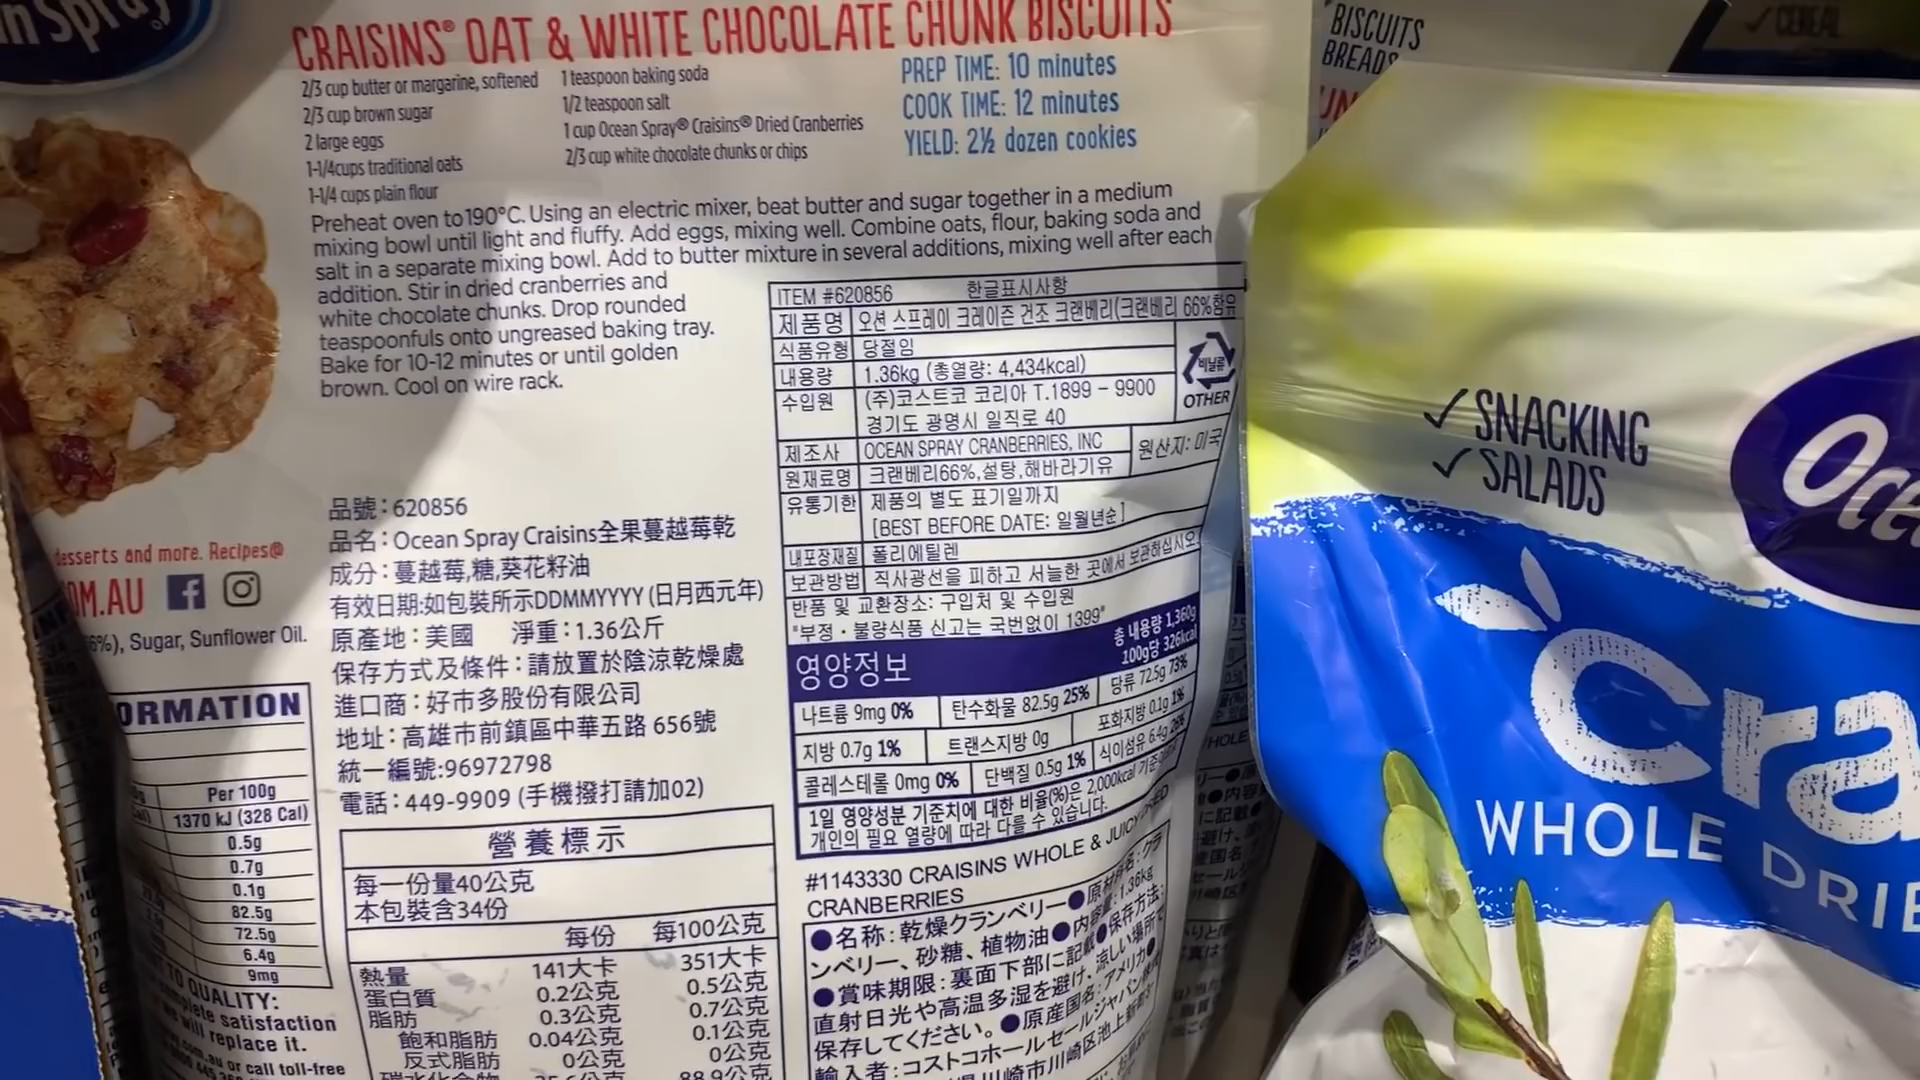 CRAISINS® OAT & WHITE CHOCOLATE CHUNK BISCUITS
2/3 cup butter or margarine, softened
2/3 cup brown sugar
2 large eggs
1-1/4cups traditional oats
1-1/4 cups plain flour
1 teaspoon baking soda
1/2 teaspoon salt
1 cup Ocean Spray® Craisins® Dried Cranberries
2/3 cup white chocolate chunks or chips
PREP TIME: 10 minutes
COOK TIME: 12 minutes
YIELD: 2½ dozen cookies
Preheat oven to 190°C. Using an electric mixer, beat butter and sugar together in a medium
mixing bowl until light and fluffy. Add eggs, mixing well. Combine oats, flour, baking soda and
salt in a separate mixing bowl. Add to butter mixture in several additions, mixing well after each
addition. Stir in dried cranberries and
white chocolate chunks. Drop rounded
teaspoonfuls onto ungreased baking tray.
Bake for 10-12 minutes or until golden
brown. Cool on wire rack.
ITEM #620856 한글표시사항
제품명 오션 스프레이 크레이즌 건조 크랜베리(크랜베리 66%함유
식품유형 당절임
내용량 1.36kg (총열량: 4,434kcal)
수입원 (주)코스트코 코리아 T.1899 - 9900
경기도 광명시 일직로 40
비닐류
OTHER
제조사 OCEAN SPRAY CRANBERRIES, INC
원산지: 미국
원재료명 크랜베리66%,설탕,해바라기유
유통기한 제품의 별도 표기일까지
[BEST BEFORE DATE: 일월년순]
내포장재질 폴리에틸렌
보관방법 직사광선을 피하고 서늘한 곳에서 보관하십시오
반품 및 교환장소: 구입처 및 수입원
"부정·불량식품 신고는 국번없이 1399"
영양정보
총 내용량 1,360g
100g당 326kcal
나트륨 9mg 0% 탄수화물 82.5g 25% 당류 72.5g 73%
지방 0.7g 1% 트랜스지방 0g 포화지방 0.1g 1%
콜레스테롤 0mg 0% 단백질 0.5g 1% 식이섬유 6.4g 26%
1일 영양성분 기준치에 대한 비율(%)은 2,000kcal 기준
개인의 필요 열량에 따라 다를 수 있습니다.
#1143330 CRAISINS WHOLE & JUICY DRIED
CRANBERRIES
●名称:乾燥クランベリー●原材料名:クラ
ンベリー、砂糖、植物油●内容量:1.36kg
●賞味期限:裏面下部に記載●保存方法:
直射日光や高温多湿を避け、涼しい場所で
保存してください。●原産国名:アメリカ●
輸入者:コストコホールセールジャパン
川崎市川崎区池上新町
品號:620856
品名:Ocean Spray Craisins全果蔓越莓乾
成分:蔓越莓,糖,葵花籽油
有效日期:如包裝所示DDMMYYYY (日月西元年)
原產地:美國 淨重:1.36公斤
保存方式及條件:請放置於陰涼乾燥處
進口商:好市多股份有限公司
地址:高雄市前鎮區中華五路 656號
統一編號:96972798
電話:449-9909 (手機撥打請加02)
營養標示
每一份量40公克
本包裝含34份
每份 每100公克
熱量 141大卡 351大卡
蛋白質 0.2公克 0.5公克
脂肪 0.3公克 0.7公克
飽和脂肪 0.04公克 0.1公克
反式脂肪 0公克 0公克
88.9公克
desserts and more. Recipes@
OM.AU
6%), Sugar, Sunflower Oil.
ORMATION
Per 100g
1370 kJ (328 Cal)
0.5g
0.7g
0.1g
82.5g
72.5g
6.4g
9mg
TO QUALITY:
complete satisfaction
we will replace it.
or call toll-free
BISCUITS
BREADS
✓ CEREAL
✓ SNACKING
✓ SALADS
Oce
Cra
WHOLE
DRIE